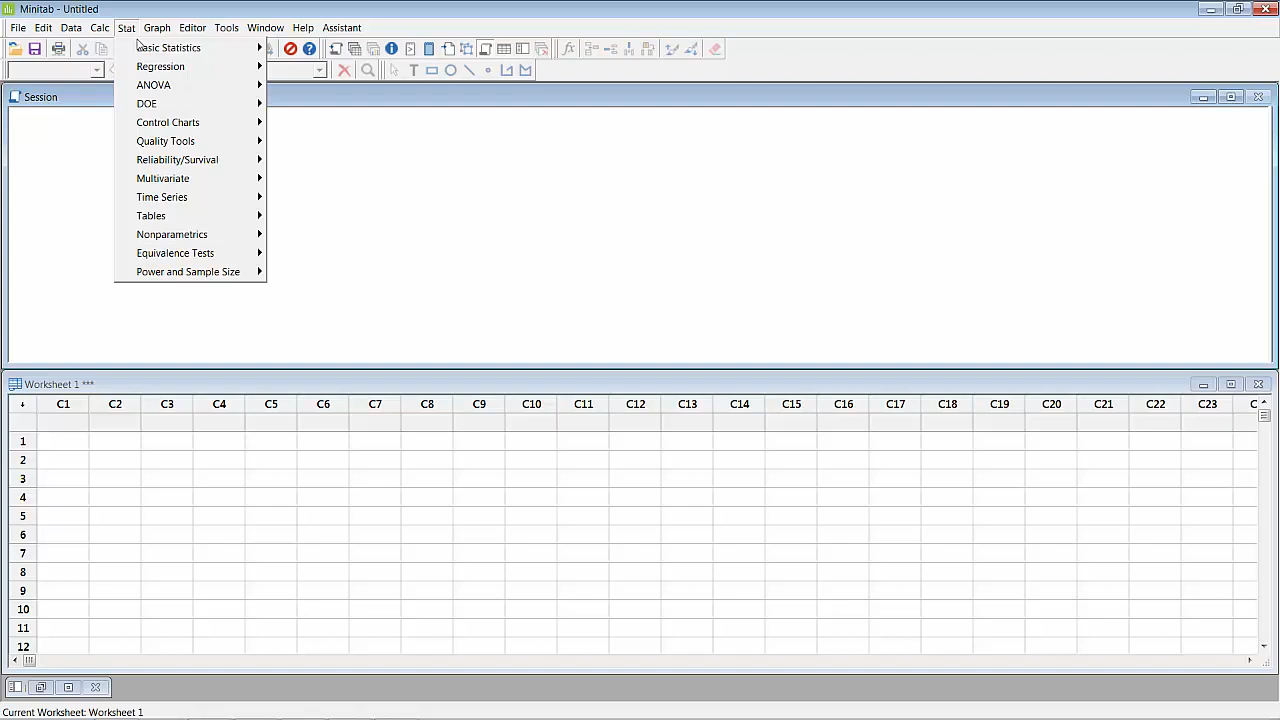 Minitab - Untitled
File Edit Data Calc Stat Graph Editor Tools Window Help Assistant
Basic Statistics
Regression
ANOVA
DOE
Control Charts
Quality Tools
Reliability/Survival
Multivariate
Time Series
Tables
Nonparametrics
Equivalence Tests
Power and Sample Size
Session
Worksheet 1 ***
C1 C2 C3 C4 C5 C6 C7 C8 C9 C10 C11 C12 C13 C14 C15 C16 C17 C18 C19 C20 C21 C22 C23 C
1
2
3
4
5
6
7
8
9
10
11
12
Current Worksheet: Worksheet 1